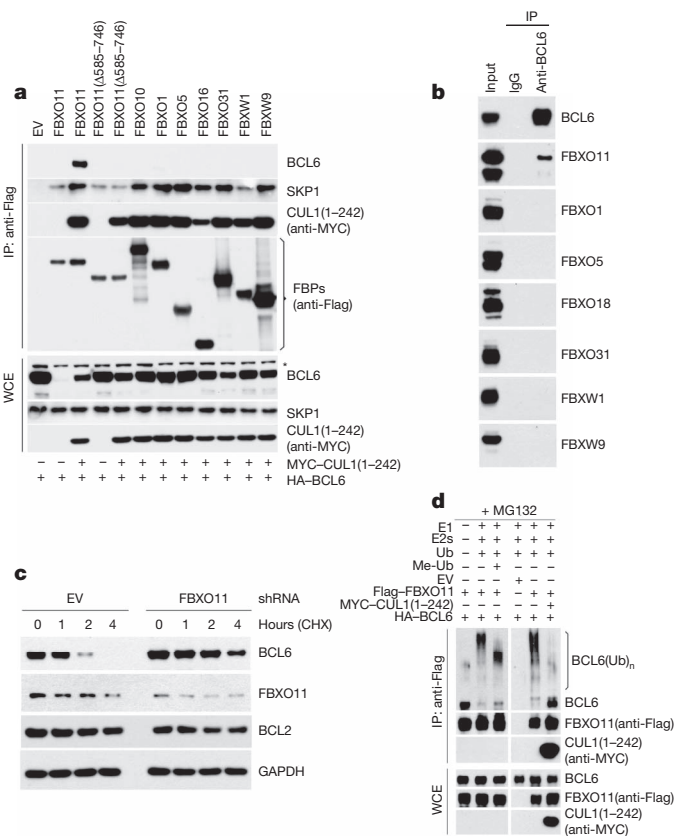 a
EV
FBXO11
FBXO11
FBXO11(Δ585–746)
FBXO11(Δ585–746)
FBXO10
FBXO1
FBXO5
FBXO16
FBXO31
FBXW1
FBXW9
IP: anti-Flag
BCL6
SKP1
CUL1(1–242)
(anti-MYC)
FBPs
(anti-Flag)
*
WCE
*
BCL6
SKP1
CUL1(1–242)
(anti-MYC)
– – + – + + + + + + + + MYC–CUL1(1–242)
+ + + + + + + + + + + + HA–BCL6
b
IP
Input
IgG
Anti-BCL6
BCL6
FBXO11
FBXO1
FBXO5
FBXO18
FBXO31
FBXW1
FBXW9
c
EV FBXO11 shRNA
0 1 2 4 0 1 2 4 Hours (CHX)
BCL6
FBXO11
BCL2
GAPDH
d
+ MG132
E1 – + + + + +
E2s – + + + + +
Ub – + + + + +
Me-Ub – – + – – –
EV – – – + – –
Flag–FBXO11 + + + – + +
MYC–CUL1(1–242) – – – – – +
HA–BCL6 + + + + + +
IP: anti-Flag
BCL6(Ub)n
BCL6
FBXO11(anti-Flag)
CUL1(1–242)
(anti-MYC)
WCE
BCL6
FBXO11(anti-Flag)
CUL1(1–242)
(anti-MYC)